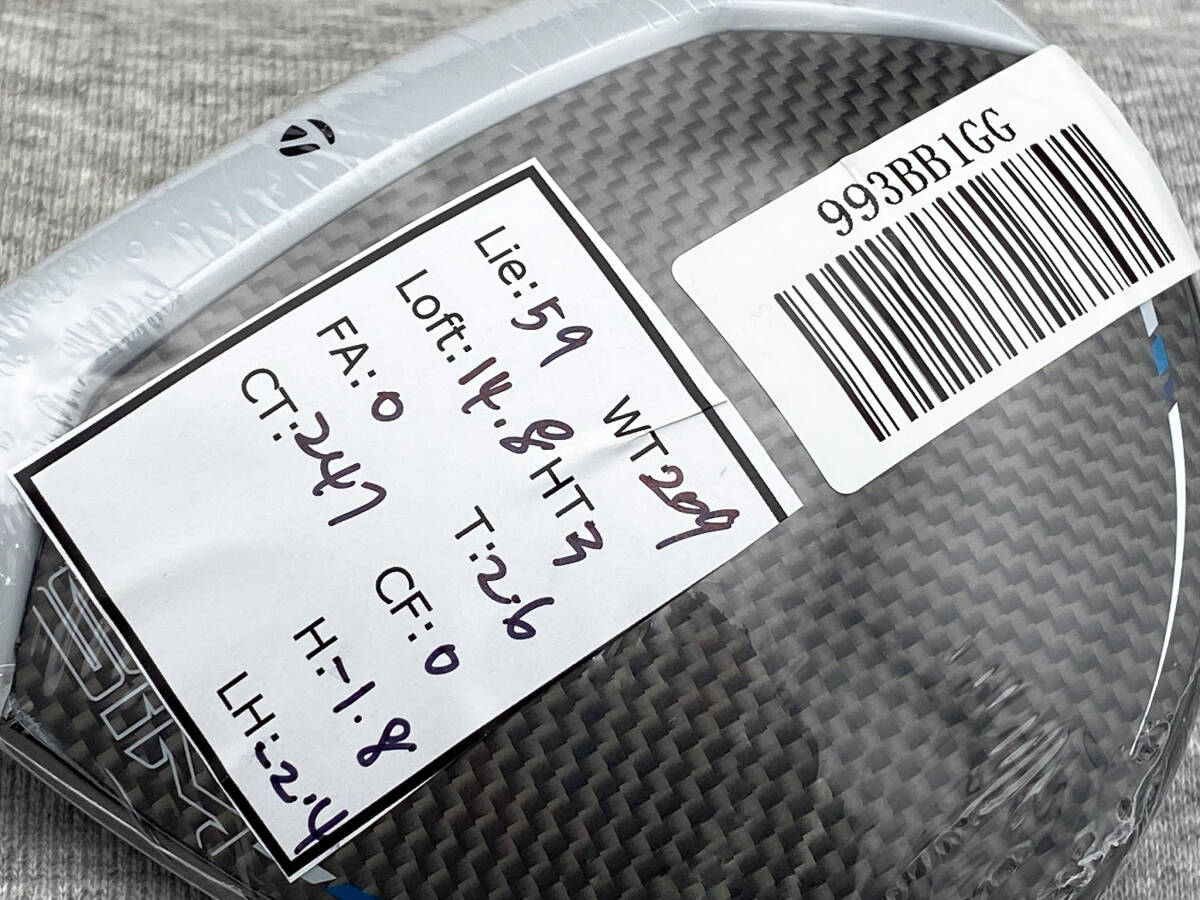 993BB1GG
Lie: 59 WT 209
Loft: 14.8 HT 3
FA: 0 T: 2.6
CT: 247 CF: 0
H: -1.8
LH: -2.4
SIM